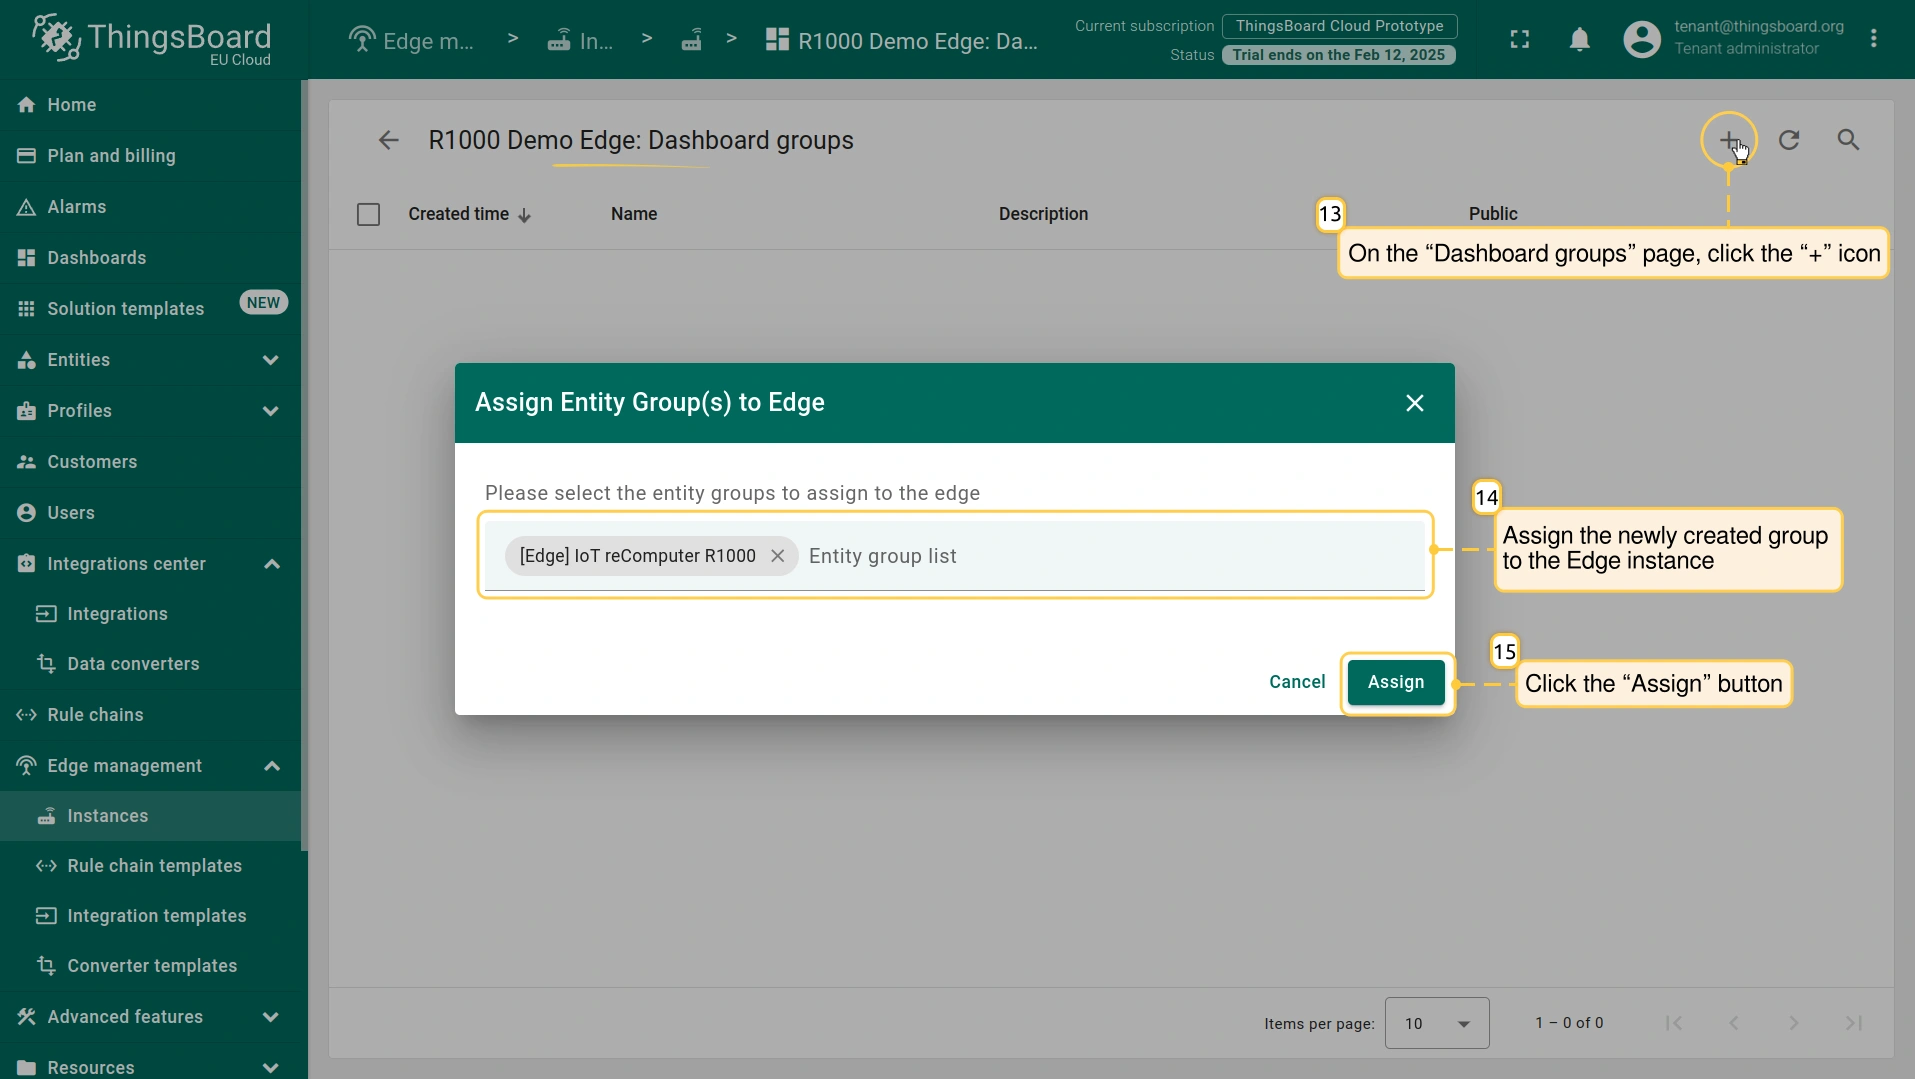 ThingsBoard
EU Cloud
Edge m... > In... > > R1000 Demo Edge: Da...
Current subscription ThingsBoard Cloud Prototype
Status Trial ends on the Feb 12, 2025
tenant@thingsboard.org
Tenant administrator
Home
Plan and billing
Alarms
Dashboards
Solution templates NEW
Entities
Profiles
Customers
Users
Integrations center
Integrations
Data converters
Rule chains
Edge management
Instances
Rule chain templates
Integration templates
Converter templates
Advanced features
Resources
R1000 Demo Edge: Dashboard groups
Created time Name Description Public
13
On the “Dashboard groups” page, click the “+” icon
Assign Entity Group(s) to Edge
Please select the entity groups to assign to the edge
[Edge] IoT reComputer R1000 Entity group list
14
Assign the newly created group
to the Edge instance
Cancel Assign
15
Click the “Assign” button
Items per page: 10 1 – 0 of 0